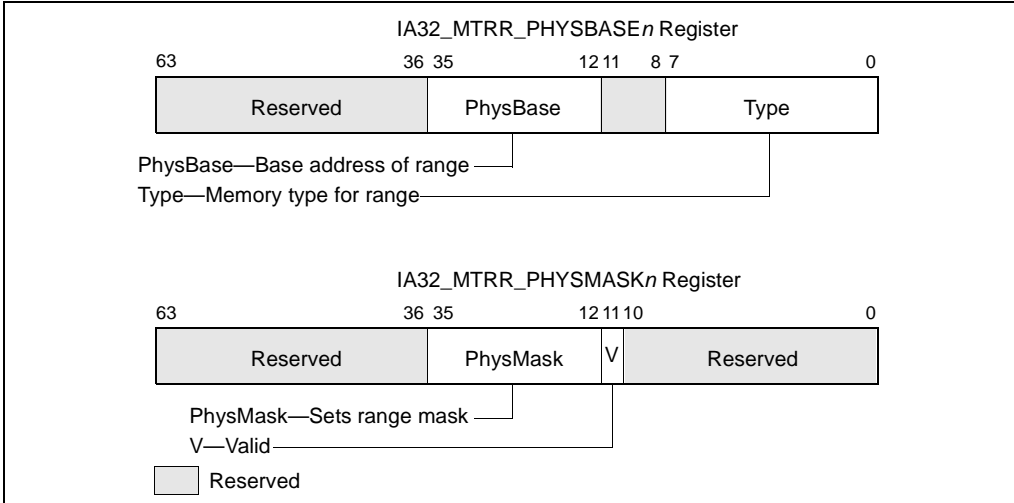 IA32_MTRR_PHYSBASEn Register
63 36 35 12 11 8 7 0
Reserved PhysBase Type
PhysBase—Base address of range
Type—Memory type for range
IA32_MTRR_PHYSMASKn Register
63 36 35 12 11 10 0
Reserved PhysMask V Reserved
PhysMask—Sets range mask
V—Valid
Reserved